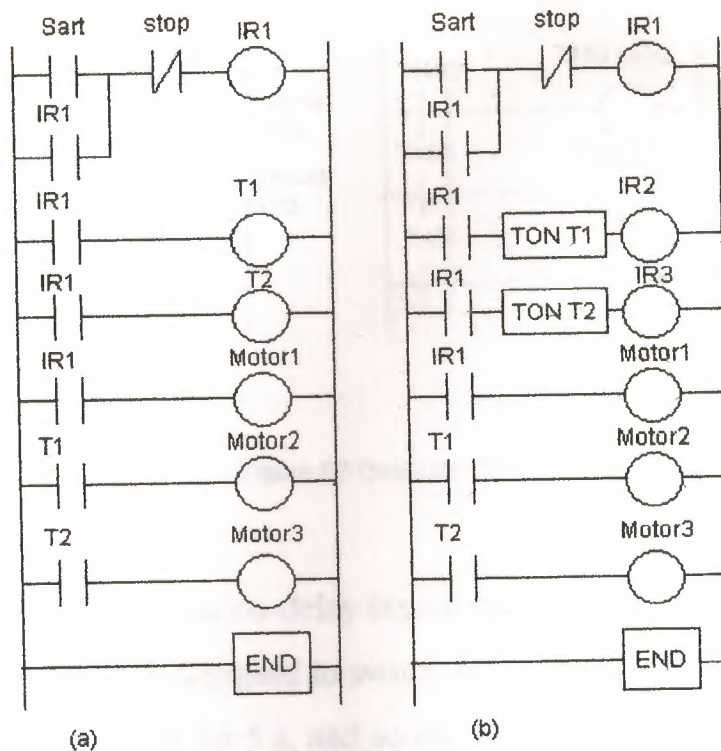 Sart stop IR1
IR1
IR1 T1
IR1 T2
IR1 Motor1
T1 Motor2
T2 Motor3
END
(a)
Sart stop IR1
IR1
IR1 IR2
TON T1
IR1 IR3
TON T2
IR1 Motor1
T1 Motor2
T2 Motor3
END
(b)